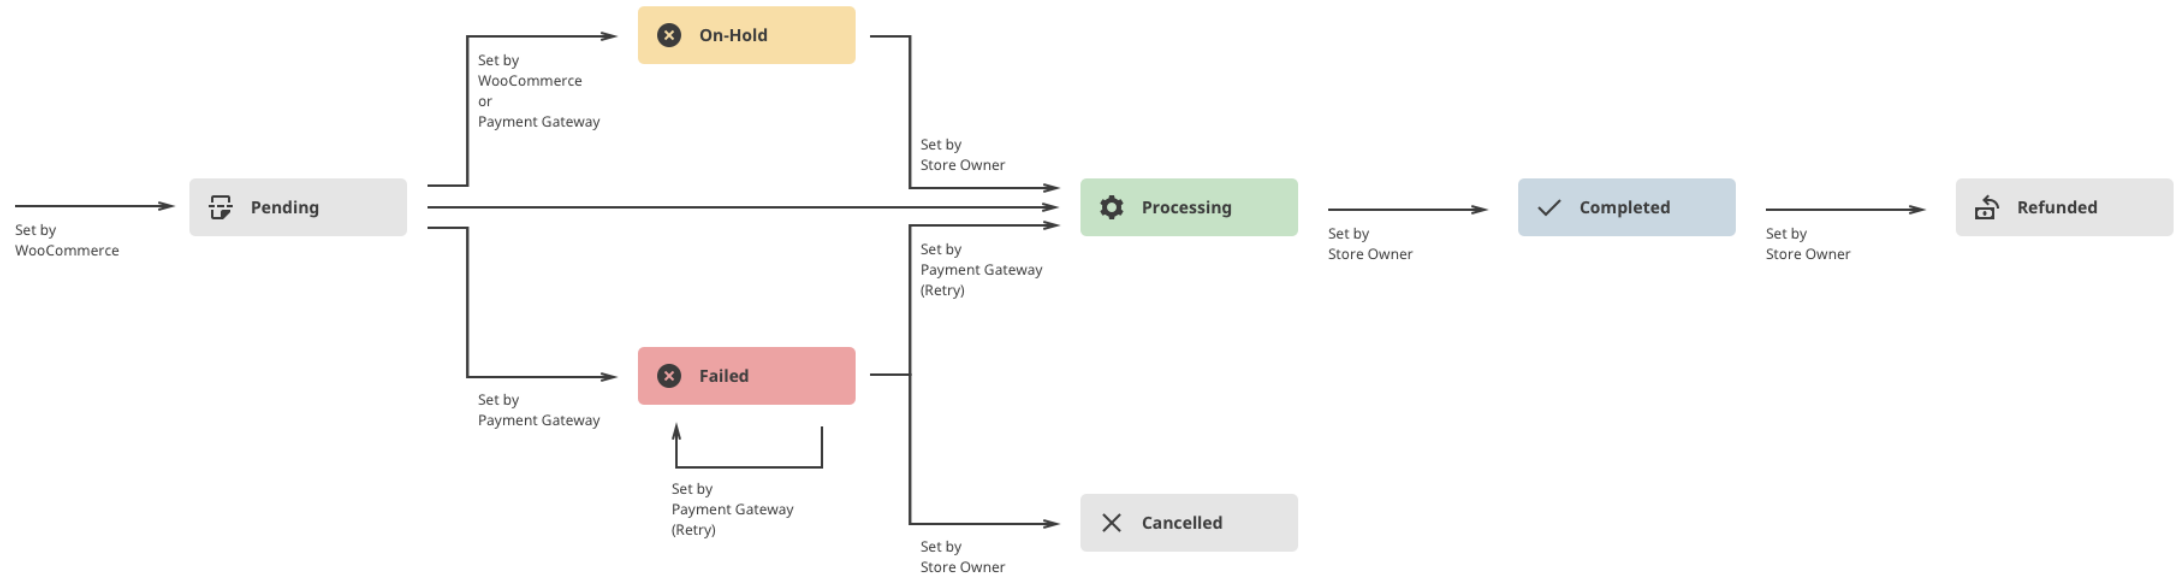 On-Hold
Set by
WooCommerce
or
Payment Gateway
Set by
Store Owner
Pending
Processing
Completed
Refunded
Set by
WooCommerce
Set by
Payment Gateway
(Retry)
Set by
Store Owner
Set by
Store Owner
Failed
Set by
Payment Gateway
Set by
Payment Gateway
(Retry)
Cancelled
Set by
Store Owner